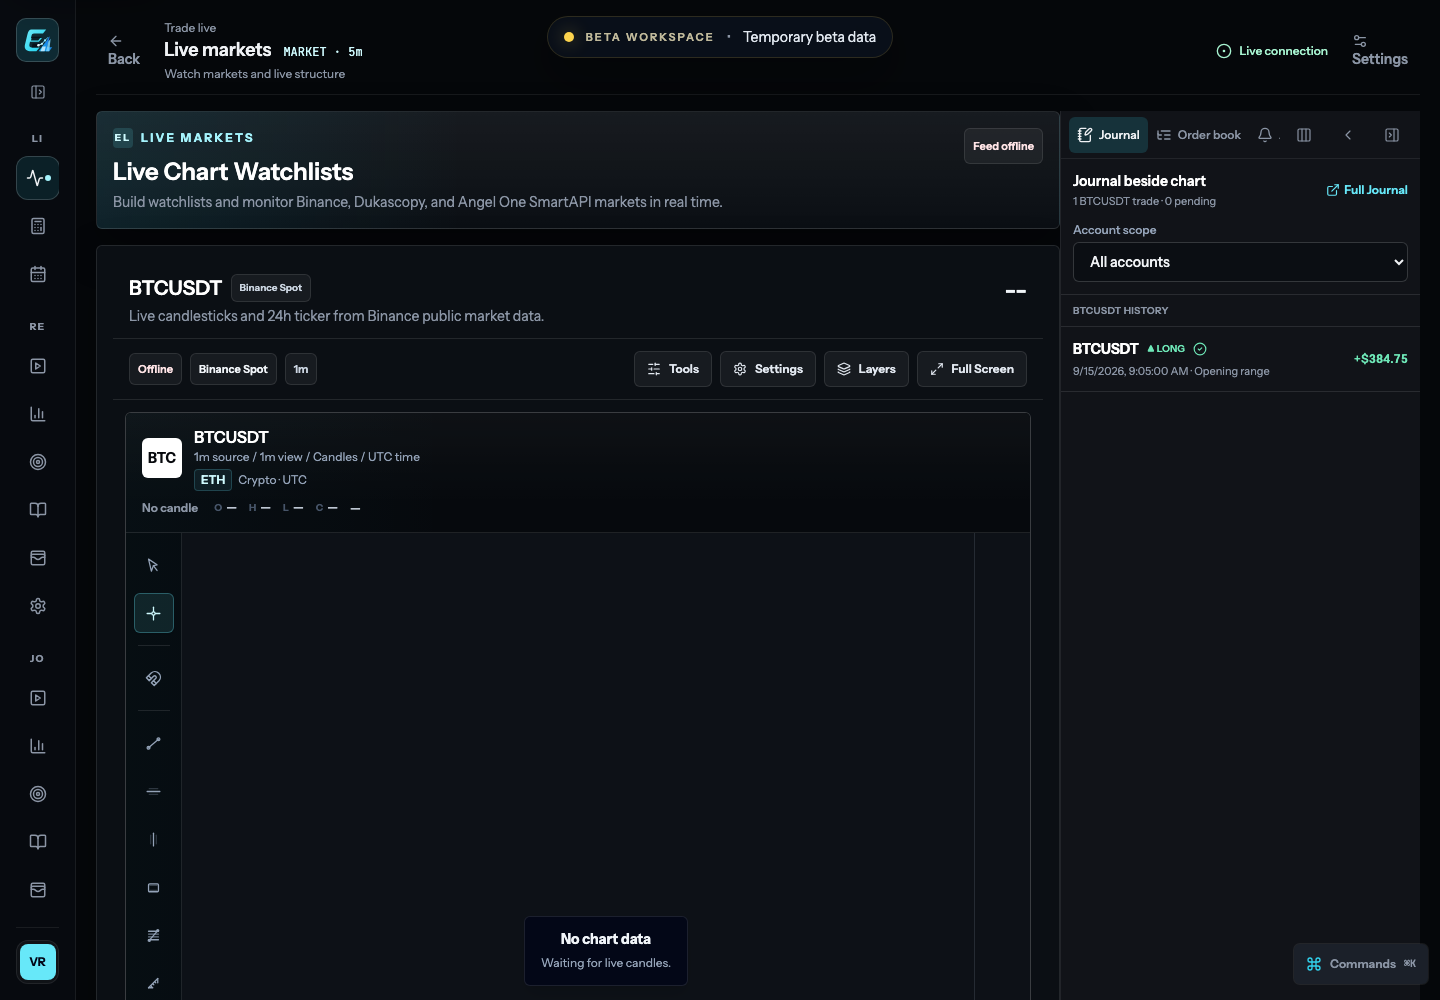 Trade live
Back
Live markets MARKET · 5m
Watch markets and live structure
BETA WORKSPACE · Temporary beta data
Live connection
Settings
LI
RE
JO
VR
EL LIVE MARKETS
Live Chart Watchlists
Build watchlists and monitor Binance, Dukascopy, and Angel One SmartAPI markets in real time.
Feed offline
BTCUSDT Binance Spot
--
Live candlesticks and 24h ticker from Binance public market data.
Offline Binance Spot 1m
Tools Settings Layers Full Screen
BTC
BTCUSDT
1m source / 1m view / Candles / UTC time
ETH Crypto · UTC
No candle O — H — L — C — —
No chart data
Waiting for live candles.
Journal Order book .
Journal beside chart
1 BTCUSDT trade · 0 pending
Full Journal
Account scope
All accounts
BTCUSDT HISTORY
BTCUSDT ▲ LONG
9/15/2026, 9:05:00 AM · Opening range
+$384.75
Commands ⌘K